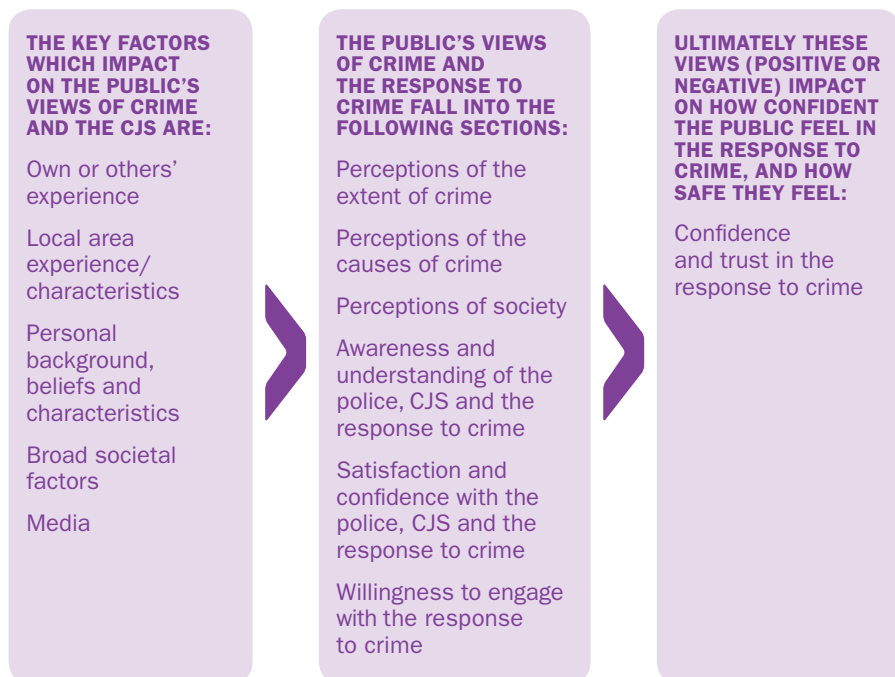 THE KEY FACTORS
WHICH IMPACT
ON THE PUBLIC’S
VIEWS OF CRIME
AND THE CJS ARE:
Own or others’
experience
Local area
experience/
characteristics
Personal
background,
beliefs and
characteristics
Broad societal
factors
Media
THE PUBLIC’S VIEWS
OF CRIME AND
THE RESPONSE TO
CRIME FALL INTO THE
FOLLOWING SECTIONS:
Perceptions of the
extent of crime
Perceptions of the
causes of crime
Perceptions of society
Awareness and
understanding of the
police, CJS and the
response to crime
Satisfaction and
confidence with the
police, CJS and the
response to crime
Willingness to engage
with the response
to crime
ULTIMATELY THESE
VIEWS (POSITIVE OR
NEGATIVE) IMPACT
ON HOW CONFIDENT
THE PUBLIC FEEL IN
THE RESPONSE TO
CRIME, AND HOW
SAFE THEY FEEL:
Confidence
and trust in the
response to crime